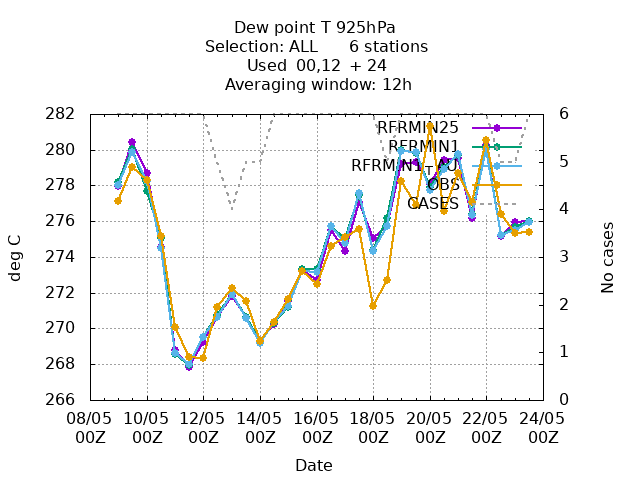 Dew point T 925hPa
Selection: ALL 6 stations
Used 00,12 + 24
Averaging window: 12h
282
280
278
276
274
272
270
268
266
deg C
6
5
4
3
2
1
0
No cases
RFRMIN25
RFRMIN1
RFRMIN1_TAU
OBS
CASES
08/05 10/05 12/05 14/05 16/05 18/05 20/05 22/05 24/05
00Z 00Z 00Z 00Z 00Z 00Z 00Z 00Z 00Z
Date